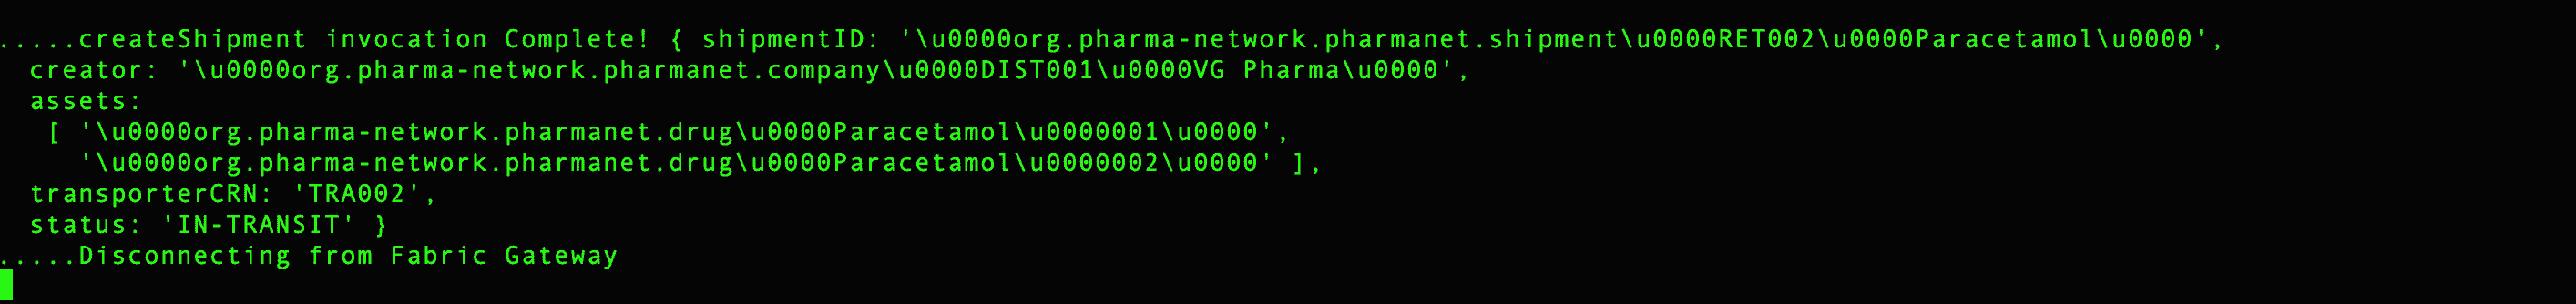 .....createShipment invocation Complete! { shipmentID: '\u0000org.pharma-network.pharmanet.shipment\u0000RET002\u0000Paracetamol\u0000',
  creator: '\u0000org.pharma-network.pharmanet.company\u0000DIST001\u0000VG Pharma\u0000',
  assets:
   [ '\u0000org.pharma-network.pharmanet.drug\u0000Paracetamol\u0000001\u0000',
     '\u0000org.pharma-network.pharmanet.drug\u0000Paracetamol\u0000002\u0000' ],
  transporterCRN: 'TRA002',
  status: 'IN-TRANSIT' }
.....Disconnecting from Fabric Gateway